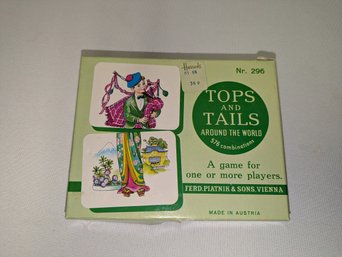 Harrods
Nr. 296
TOPS
AND
TAILS
AROUND THE WORLD
576 combinations
A game for
one or more players.
FERD. PIATNIK & SONS, VIENNA
MADE IN AUSTRIA